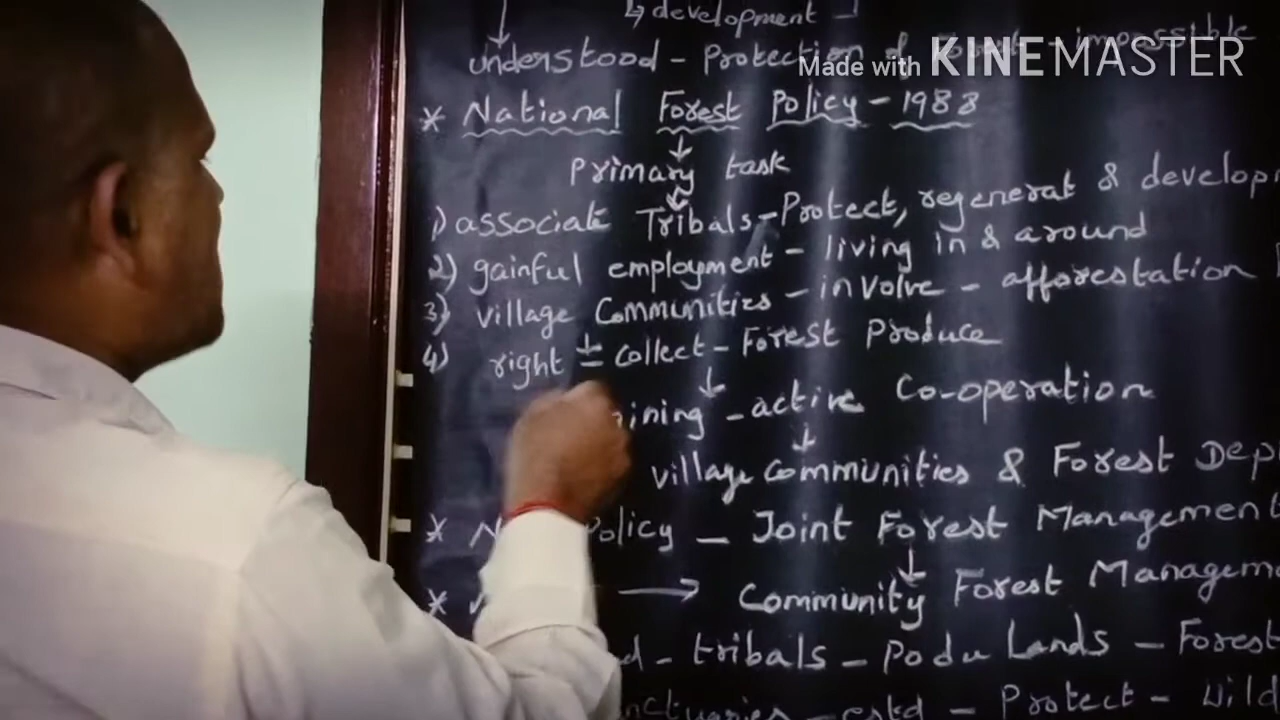 ↳ development
understood - Protection of Forest - impossible
Made with KINEMASTER
* National Forest Policy - 1988
Primary task
1) associate Tribals - Protect, regenerat & develop
2) gainful employment - living in & around
3) village Communities - involve - afforestation
4) right to collect - Forest Produce
ining - active Co-operation
village Communities & Forest Dep
* N Policy - Joint Forest Management
* → Community Forest Managem
d - tribals - Podu Lands - Forest
nctuaries - estd - Protect - Wild